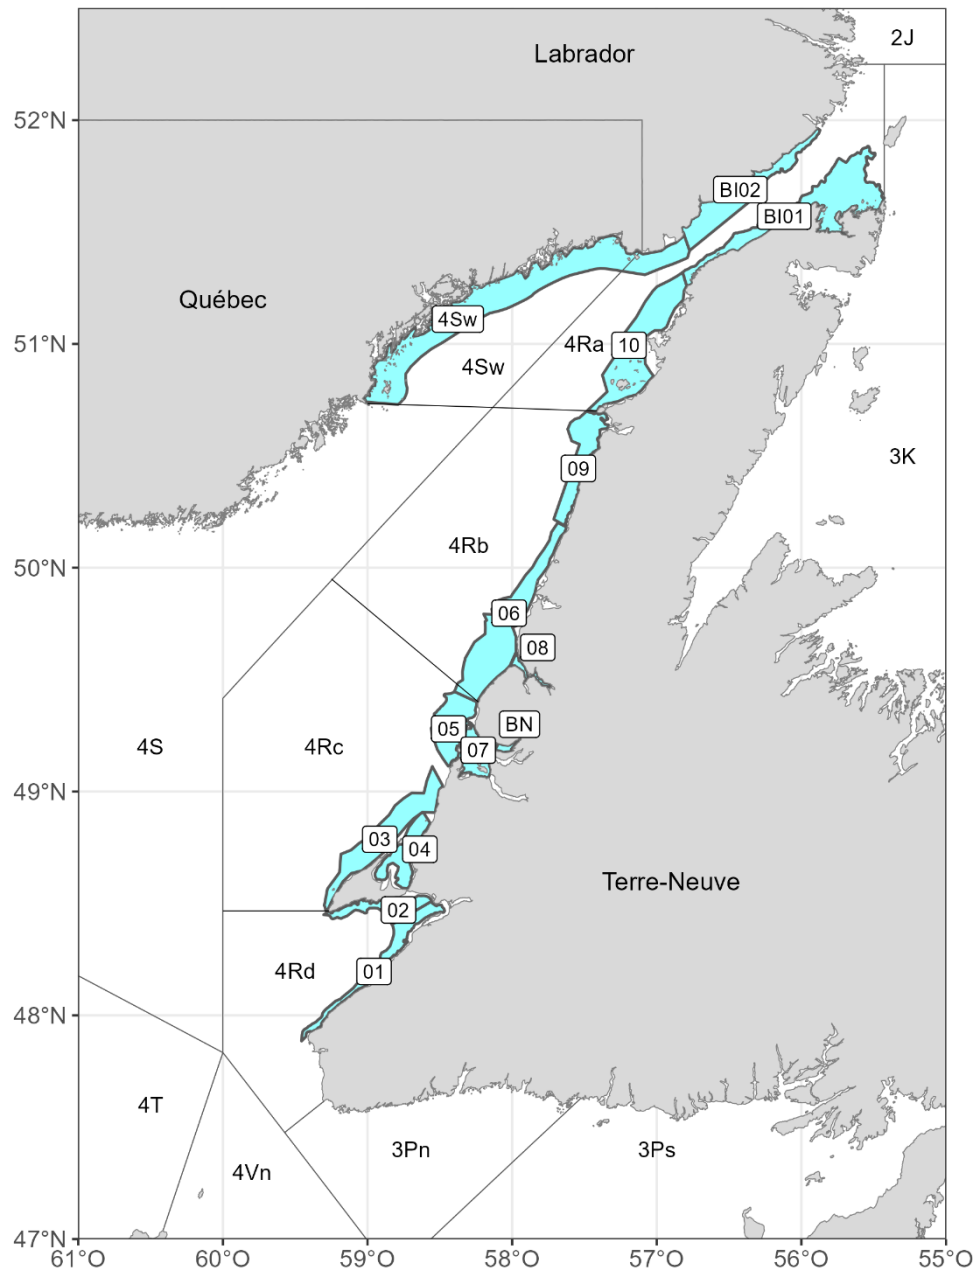 2J
Labrador
52°N
BI02
BI01
Québec
4Sw
4Ra
10
51°N
4Sw
3K
09
4Rb
50°N
06
08
BN
05
07
4S
4Rc
49°N
03
04
Terre-Neuve
02
4Rd
01
48°N
4T
3Pn
3Ps
4Vn
47°N
61°O 60°O 59°O 58°O 57°O 56°O 55°O